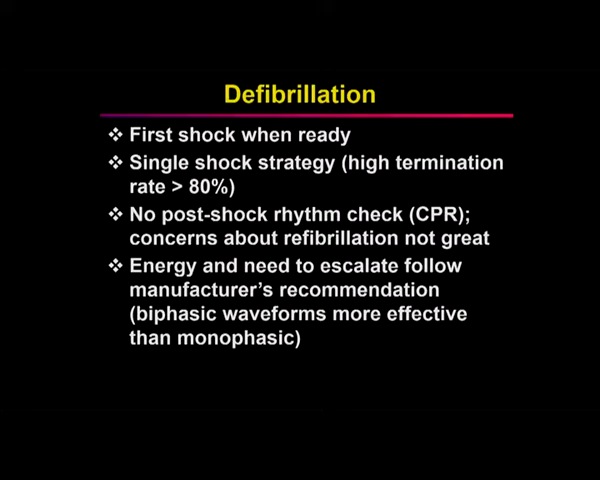 Defibrillation
❖ First shock when ready
❖ Single shock strategy (high termination
rate > 80%)
❖ No post-shock rhythm check (CPR);
concerns about refibrillation not great
❖ Energy and need to escalate follow
manufacturer's recommendation
(biphasic waveforms more effective
than monophasic)